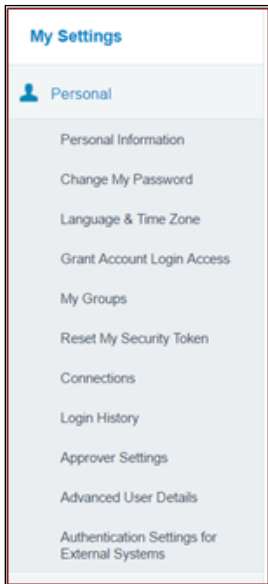 My Settings
Personal
Personal Information
Change My Password
Language & Time Zone
Grant Account Login Access
My Groups
Reset My Security Token
Connections
Login History
Approver Settings
Advanced User Details
Authentication Settings for
External Systems